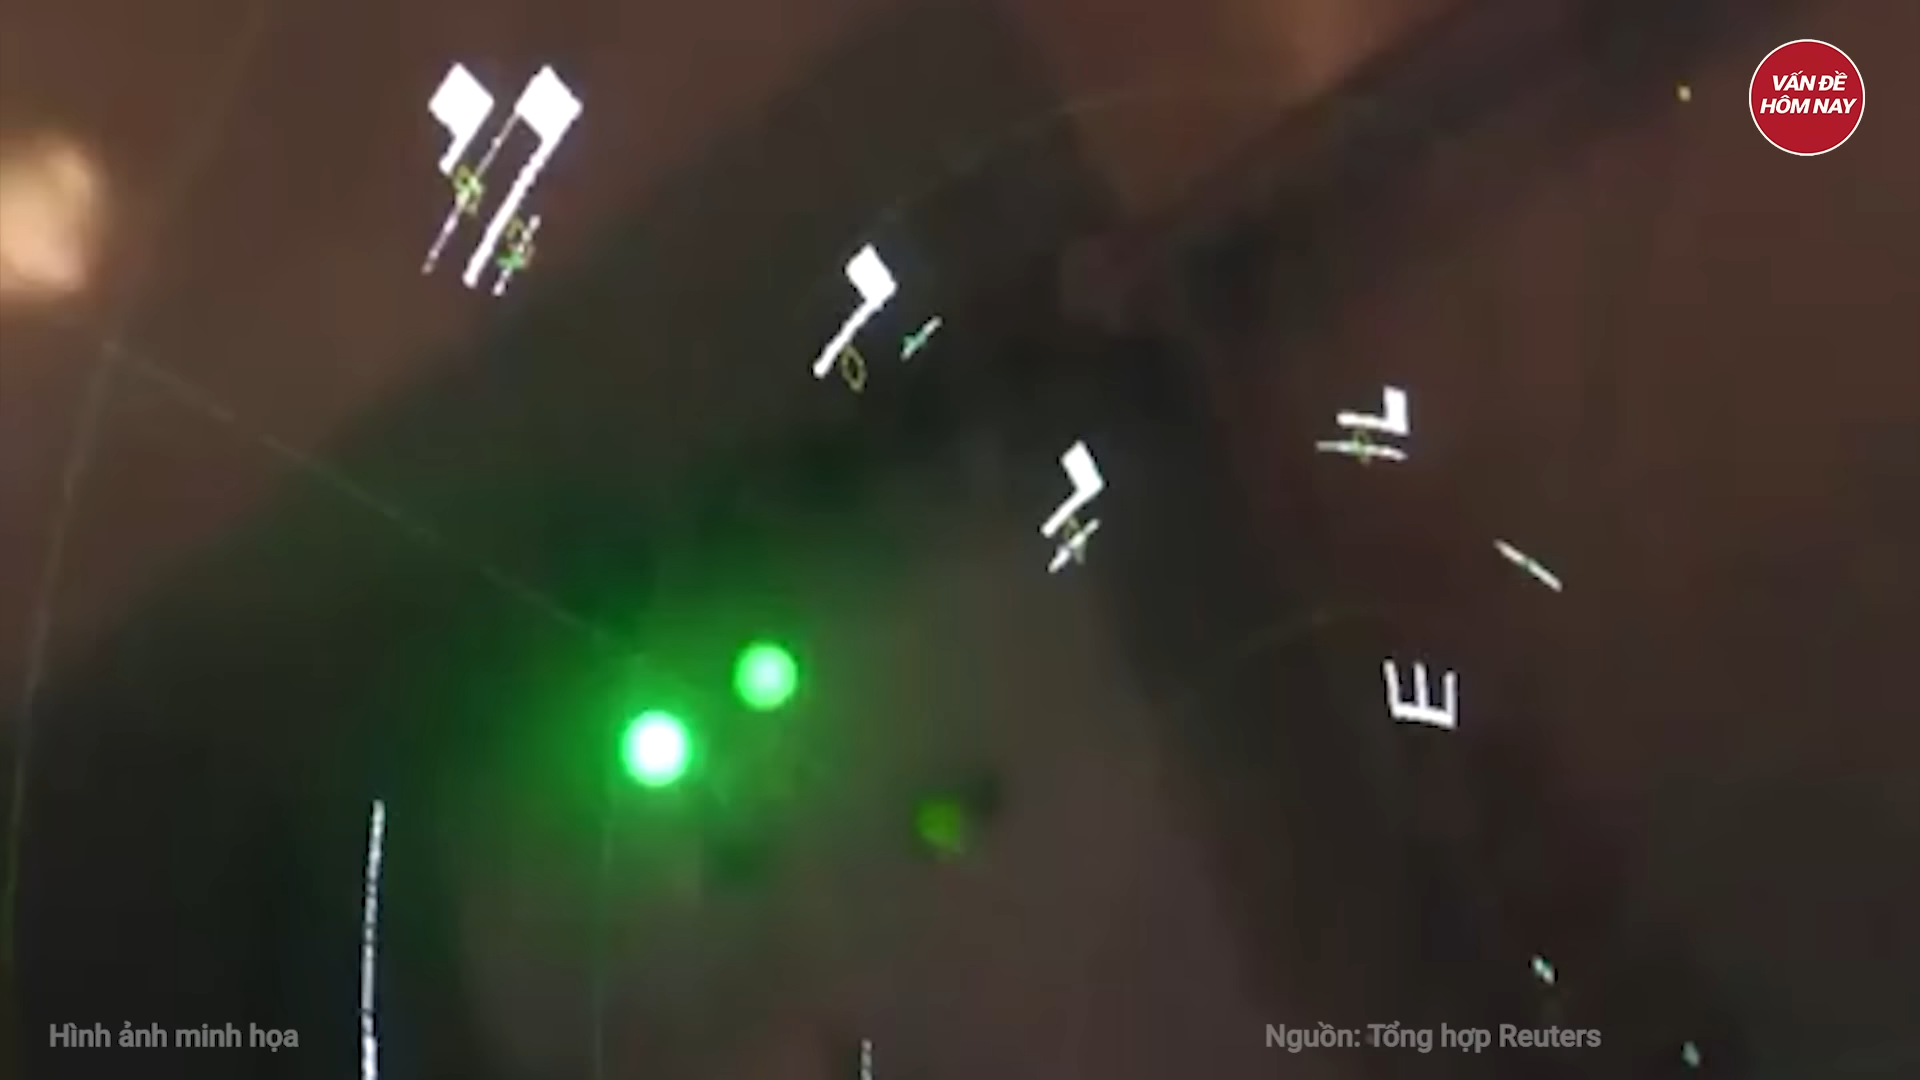 VẤN ĐỀ
HÔM NAY
E
Hình ảnh minh họa
Nguồn: Tổng hợp Reuters